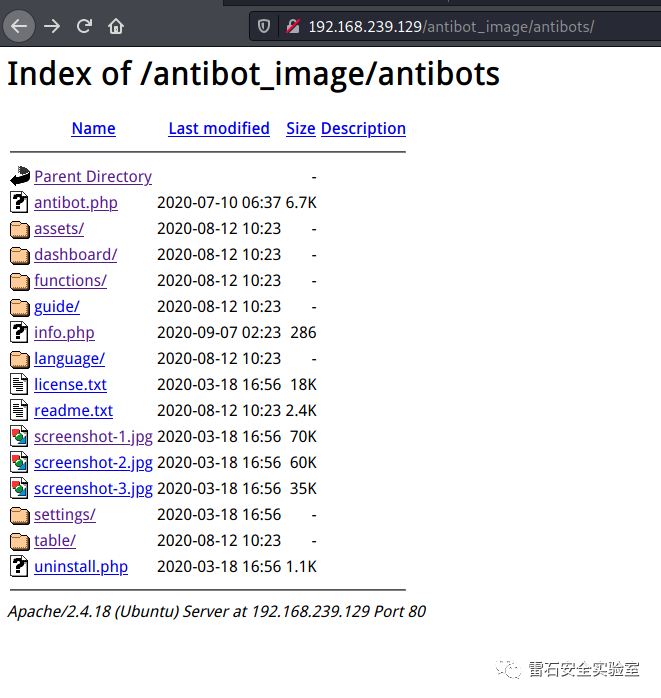 192.168.239.129/antibot_image/antibots/
Index of /antibot_image/antibots
Name Last modified Size Description
Parent Directory -
antibot.php 2020-07-10 06:37 6.7K
assets/ 2020-08-12 10:23 -
dashboard/ 2020-08-12 10:23 -
functions/ 2020-08-12 10:23 -
guide/ 2020-08-12 10:23 -
info.php 2020-09-07 02:23 286
language/ 2020-08-12 10:23 -
license.txt 2020-03-18 16:56 18K
readme.txt 2020-08-12 10:23 2.4K
screenshot-1.jpg 2020-03-18 16:56 70K
screenshot-2.jpg 2020-03-18 16:56 60K
screenshot-3.jpg 2020-03-18 16:56 35K
settings/ 2020-03-18 16:56 -
table/ 2020-08-12 10:23 -
uninstall.php 2020-03-18 16:56 1.1K
Apache/2.4.18 (Ubuntu) Server at 192.168.239.129 Port 80
雷石安全实验室